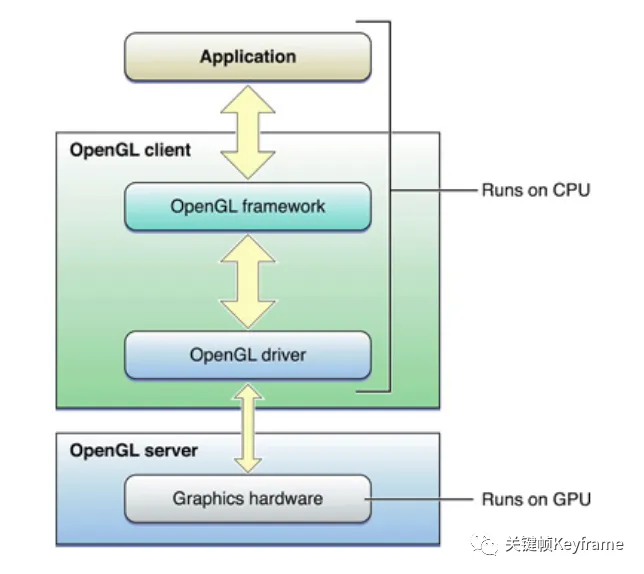 Application
OpenGL client
OpenGL framework
Runs on CPU
OpenGL driver
OpenGL server
Graphics hardware
Runs on GPU
关键帧Keyframe